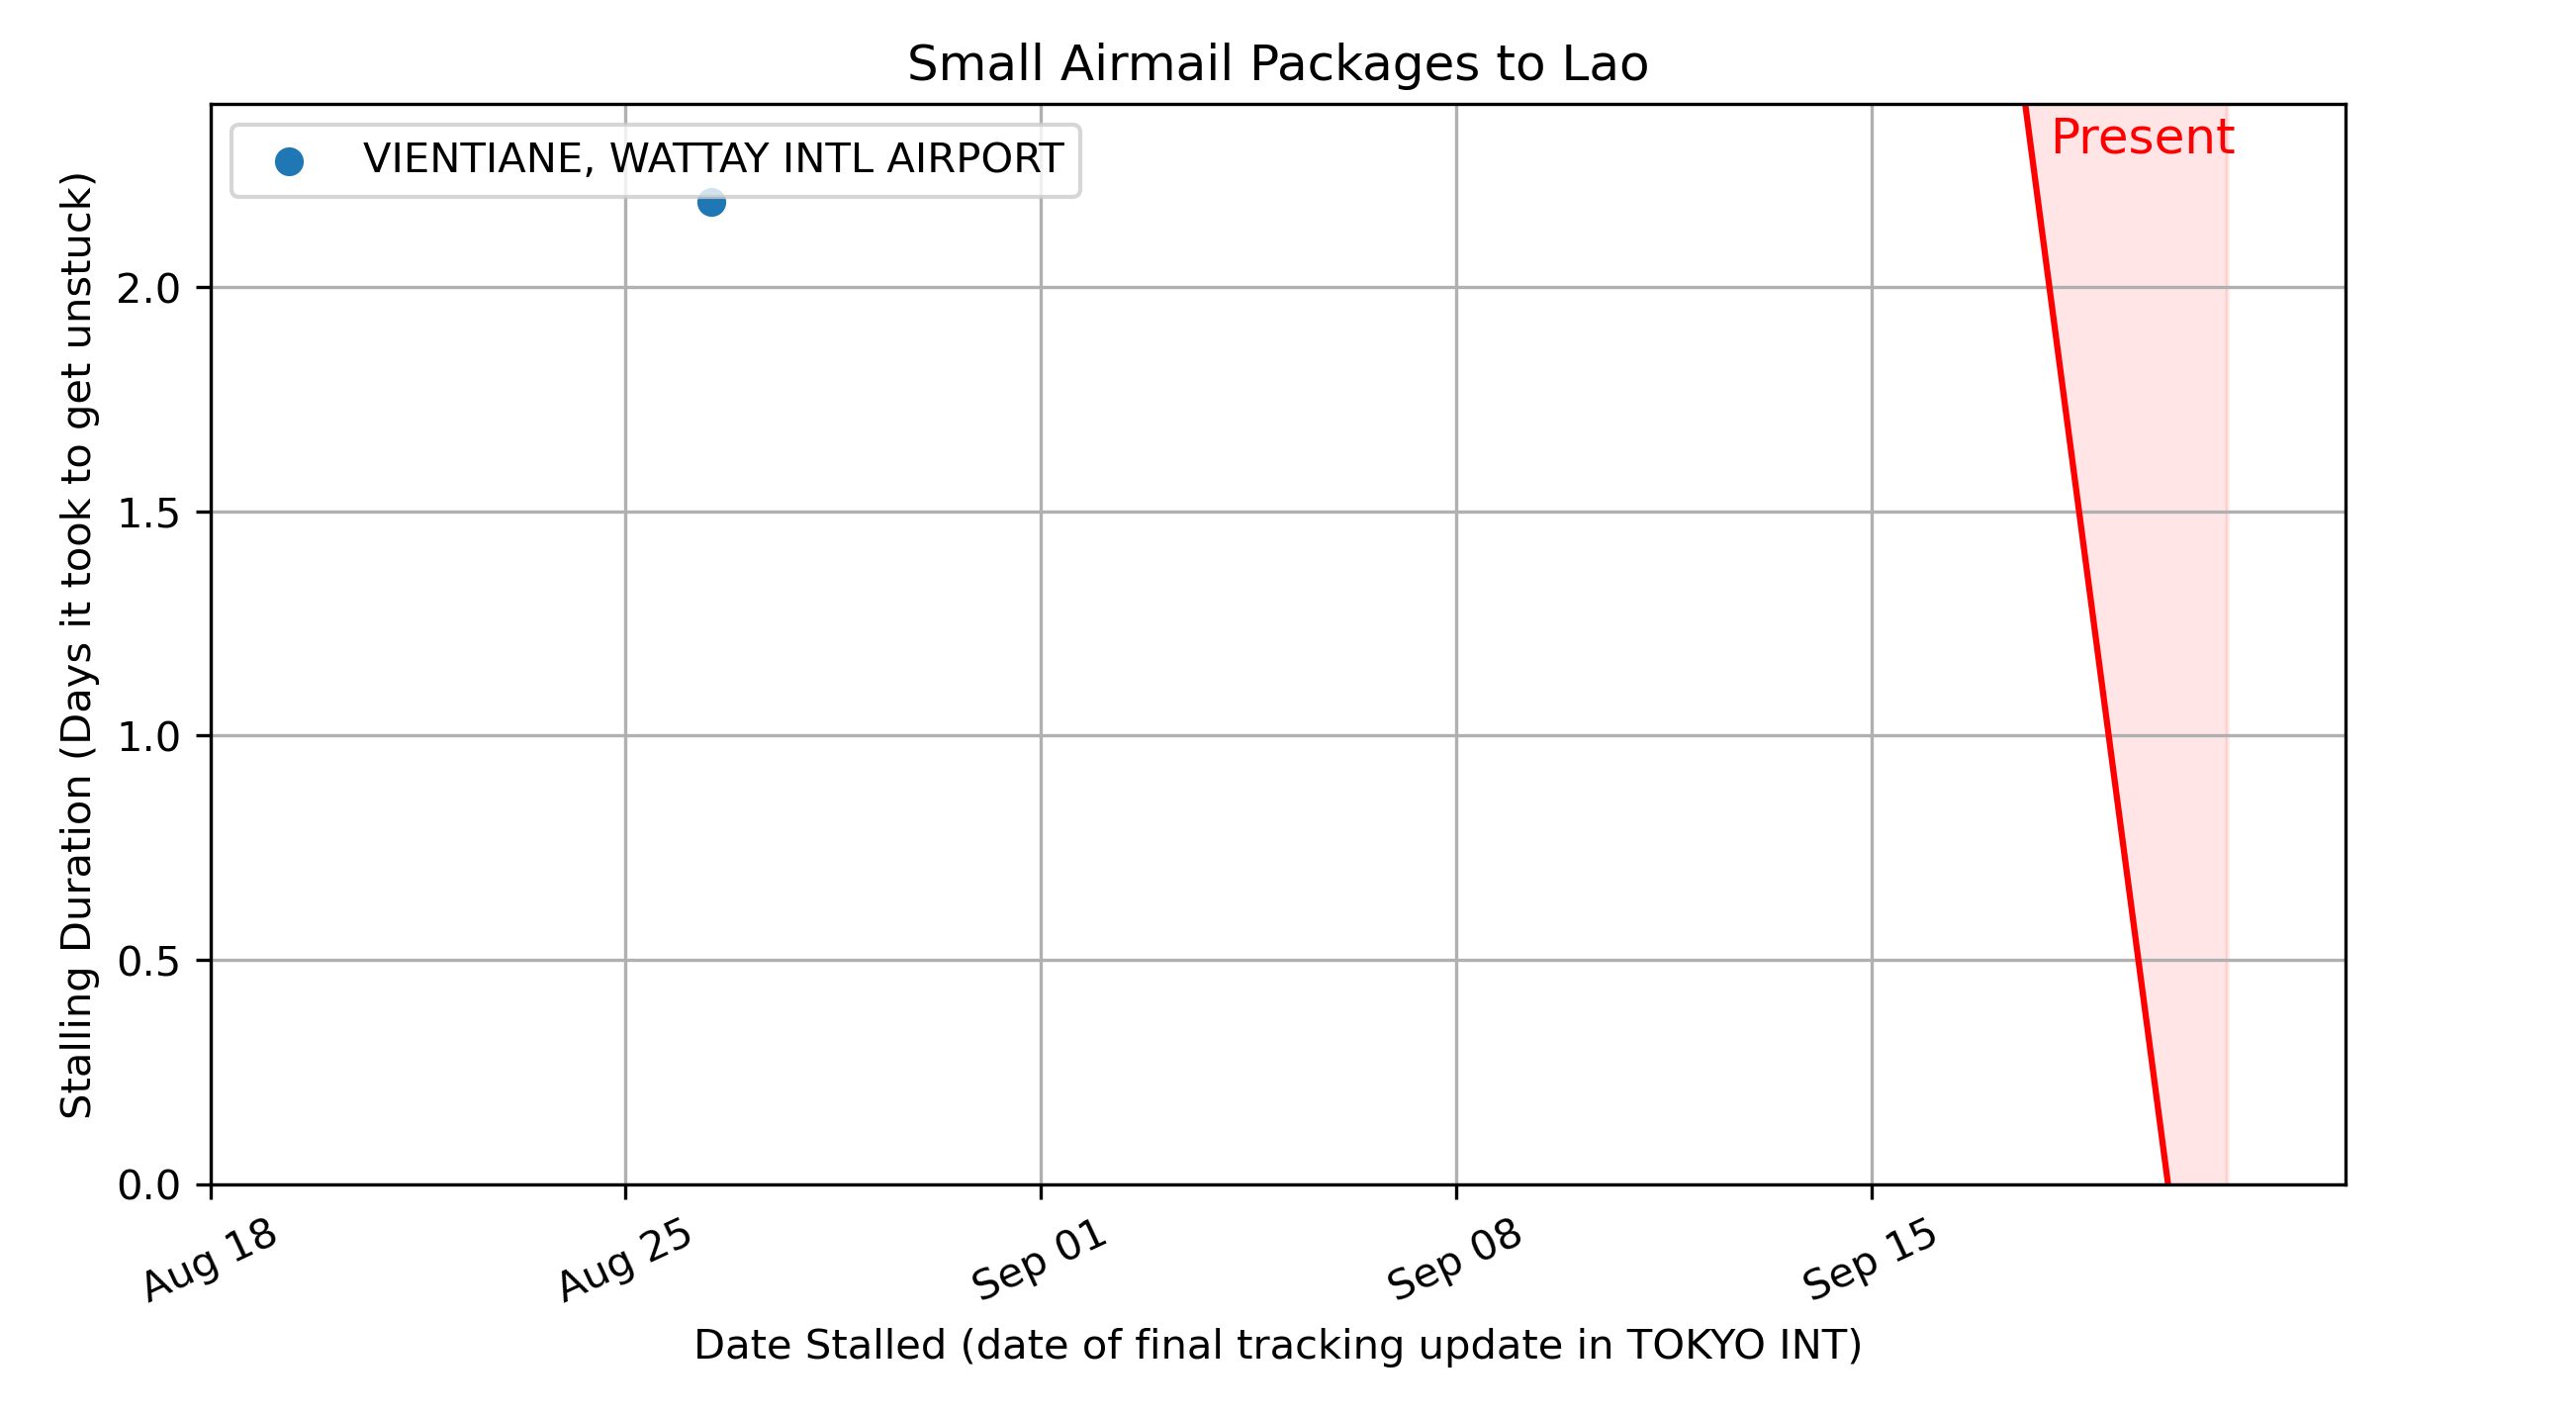 Small Airmail Packages to Lao
VIENTIANE, WATTAY INTL AIRPORT
Present
Stalling Duration (Days it took to get unstuck)
2.0
1.5
1.0
0.5
0.0
Aug 18
Aug 25
Sep 01
Sep 08
Sep 15
Date Stalled (date of final tracking update in TOKYO INT)